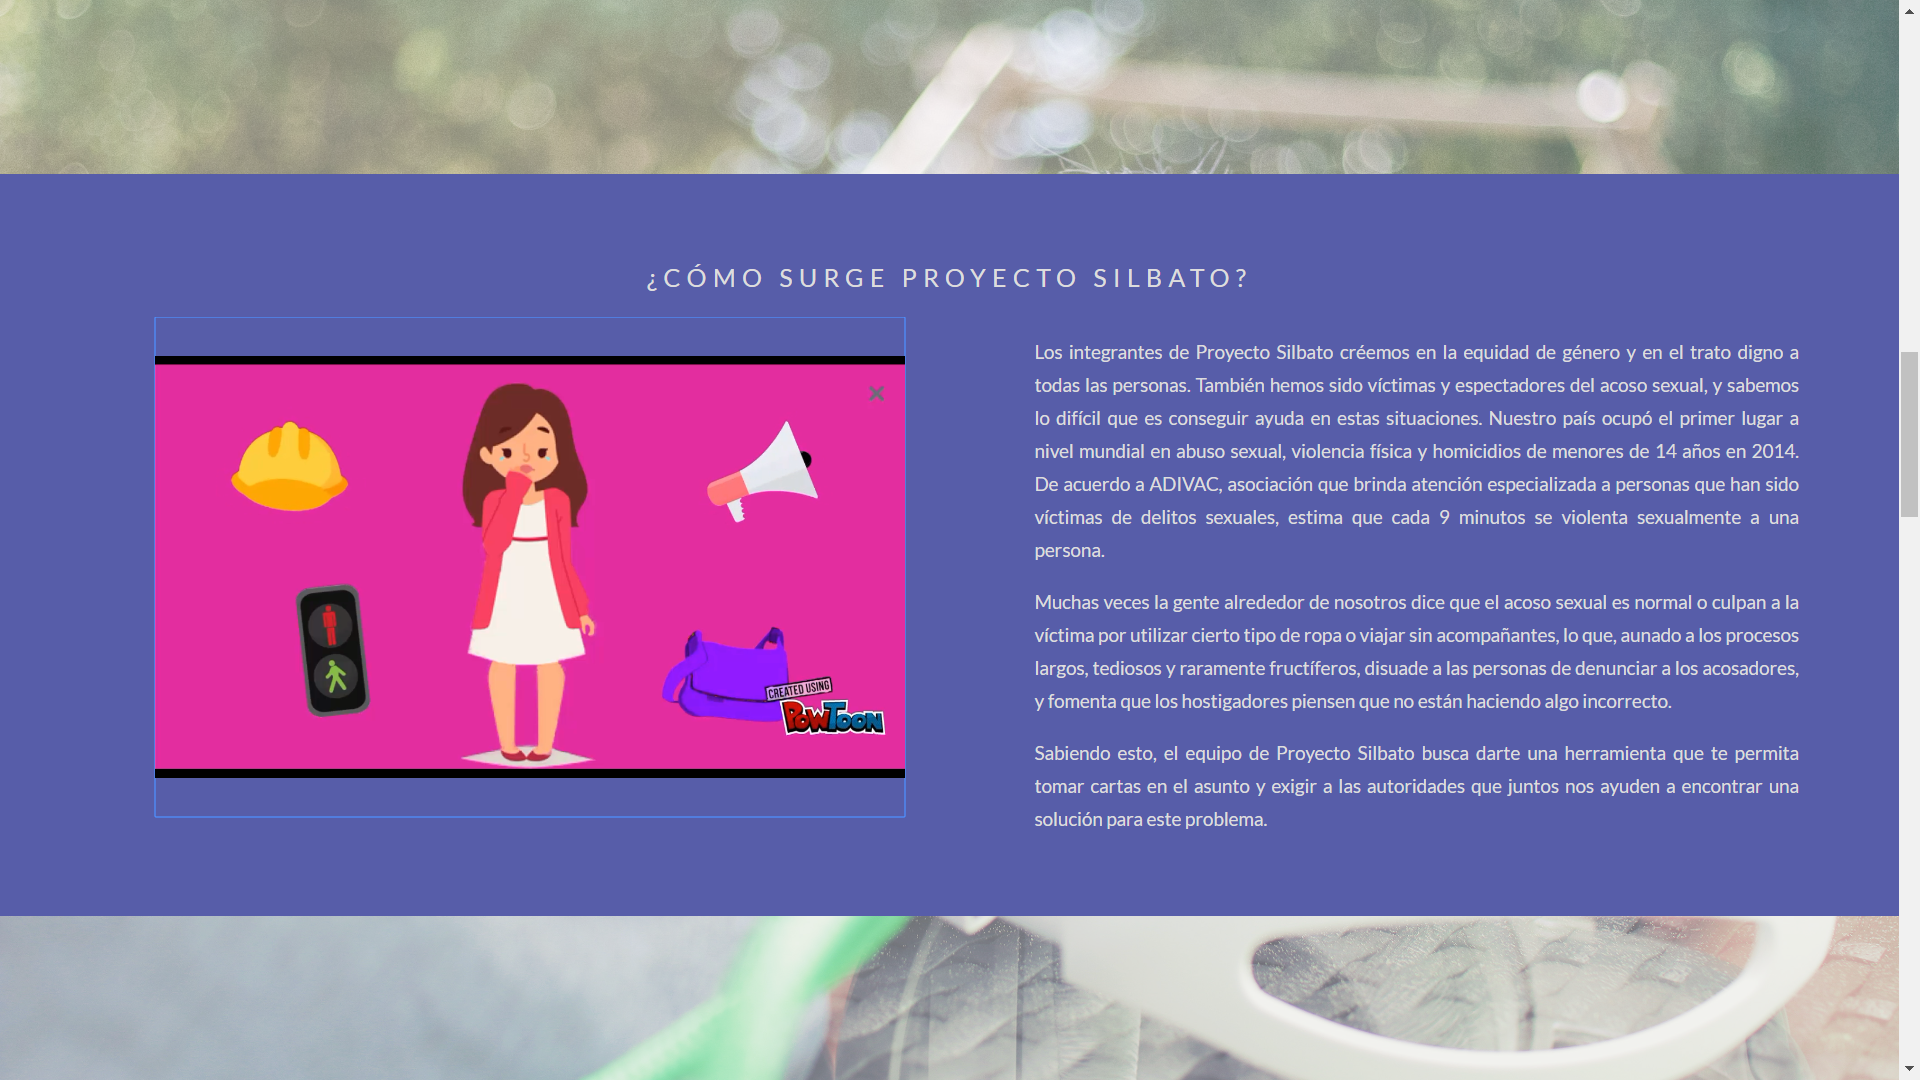 ¿CÓMO SURGE PROYECTO SILBATO?
CREATED USING
POWTOON
Los integrantes de Proyecto Silbato créemos en la equidad de género y en el trato digno a
todas las personas. También hemos sido víctimas y espectadores del acoso sexual, y sabemos
lo difícil que es conseguir ayuda en estas situaciones. Nuestro país ocupó el primer lugar a
nivel mundial en abuso sexual, violencia física y homicidios de menores de 14 años en 2014.
De acuerdo a ADIVAC, asociación que brinda atención especializada a personas que han sido
víctimas de delitos sexuales, estima que cada 9 minutos se violenta sexualmente a una
persona.
Muchas veces la gente alrededor de nosotros dice que el acoso sexual es normal o culpan a la
víctima por utilizar cierto tipo de ropa o viajar sin acompañantes, lo que, aunado a los procesos
largos, tediosos y raramente fructíferos, disuade a las personas de denunciar a los acosadores,
y fomenta que los hostigadores piensen que no están haciendo algo incorrecto.
Sabiendo esto, el equipo de Proyecto Silbato busca darte una herramienta que te permita
tomar cartas en el asunto y exigir a las autoridades que juntos nos ayuden a encontrar una
solución para este problema.